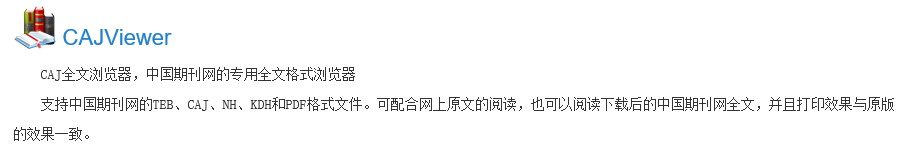 CAJViewer
CAJ全文浏览器，中国期刊网的专用全文格式浏览器
支持中国期刊网的TEB、CAJ、NH、KDH和PDF格式文件。可配合网上原文的阅读，也可以阅读下载后的中国期刊网全文，并且打印效果与原版
的效果一致。